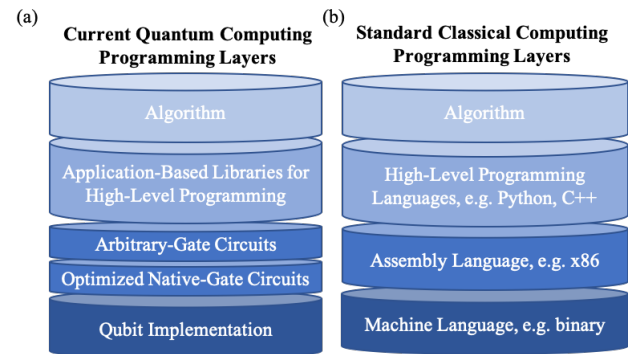 (a)
Current Quantum Computing
Programming Layers
Algorithm
Application-Based Libraries for
High-Level Programming
Arbitrary-Gate Circuits
Optimized Native-Gate Circuits
Qubit Implementation
(b)
Standard Classical Computing
Programming Layers
Algorithm
High-Level Programming
Languages, e.g. Python, C++
Assembly Language, e.g. x86
Machine Language, e.g. binary